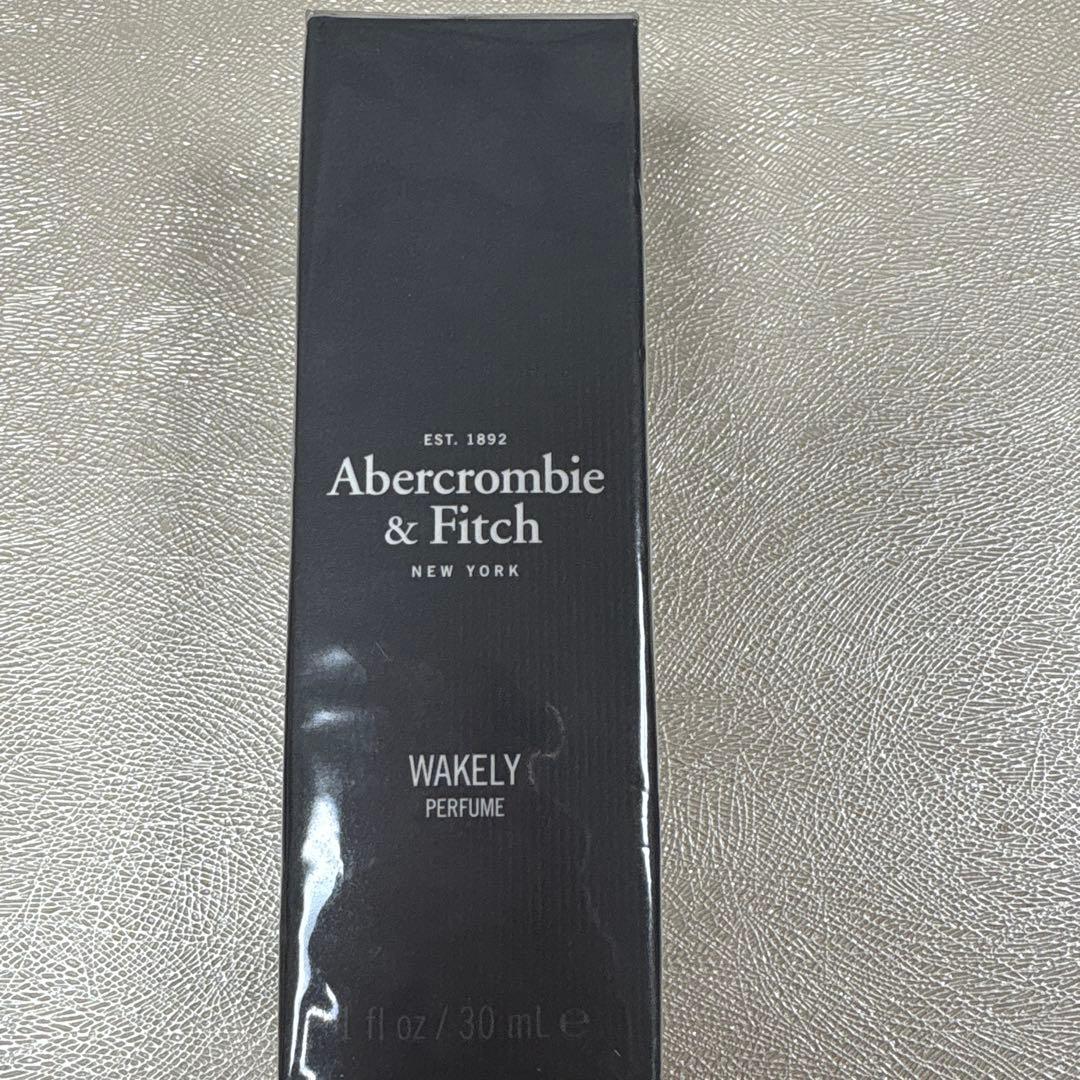 EST. 1892
Abercrombie
& Fitch
NEW YORK
WAKELY
PERFUME
1 fl oz / 30 mL ℮